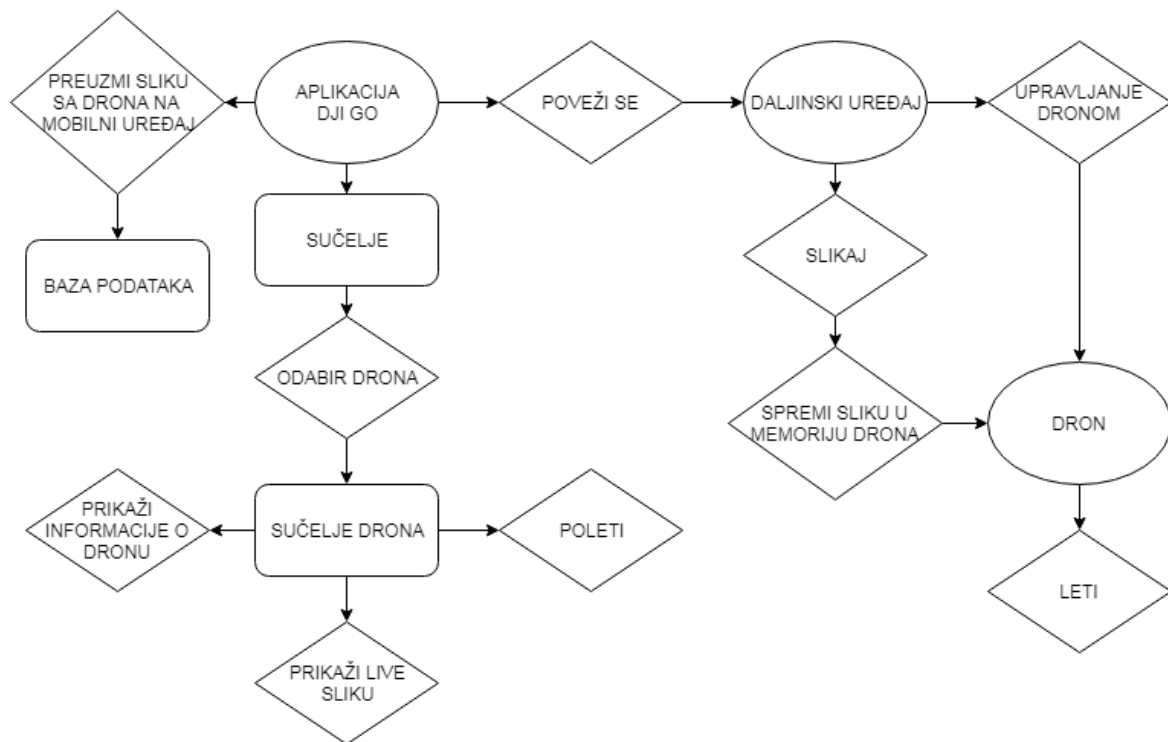 PREUZMI SLIKU
SA DRONA NA
MOBILNI UREĐAJ
APLIKACIJA
DJI GO
POVEŽI SE
DALJINSKI UREĐAJ
UPRAVLJANJE
DRONOM
BAZA PODATAKA
SUČELJE
SLIKAJ
ODABIR DRONA
SPREMI SLIKU U
MEMORIJU DRONA
DRON
PRIKAŽI
INFORMACIJE O
DRONU
SUČELJE DRONA
POLETI
LETI
PRIKAŽI LIVE
SLIKU